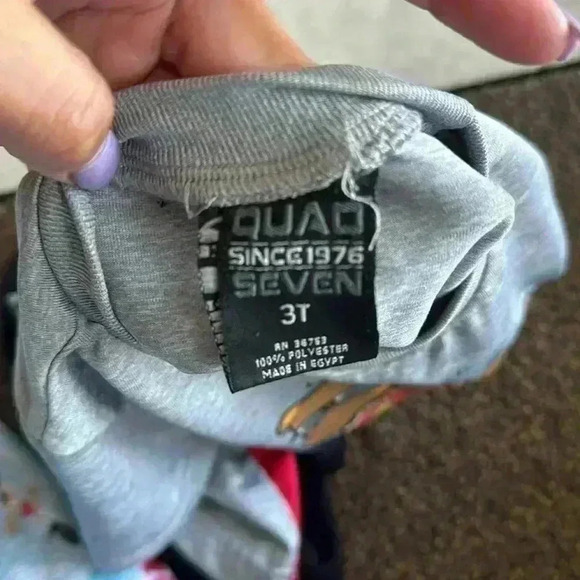 QUAD
SINCE 1976
SEVEN
3T
RN 36753
100% POLYESTER
MADE IN EGYPT